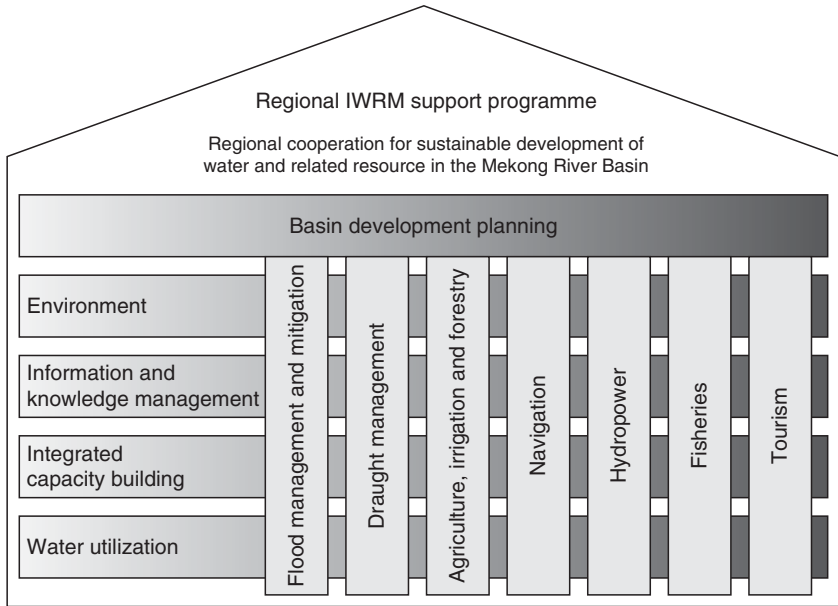 Regional IWRM support programme
Regional cooperation for sustainable development of
water and related resource in the Mekong River Basin
Basin development planning
Environment
Information and
knowledge management
Integrated
capacity building
Water utilization
Flood management and mitigation
Draught management
Agriculture, irrigation and forestry
Navigation
Hydropower
Fisheries
Tourism